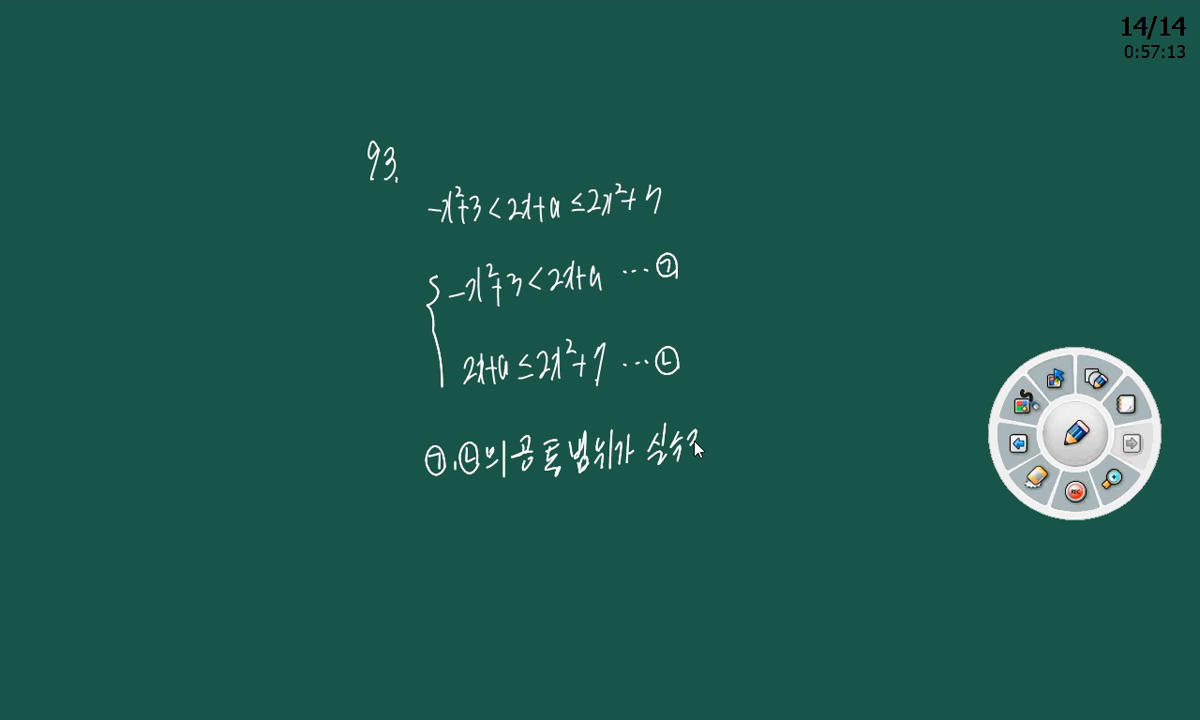 14/14
0:57:13
93.
-x²+3 < 2x+a ≤ 2x²+7
-x²+3 < 2x+a ... ㉠
2x+a ≤ 2x²+7 ... ㉡
㉠, ㉡의 공통범위가 실수
REC